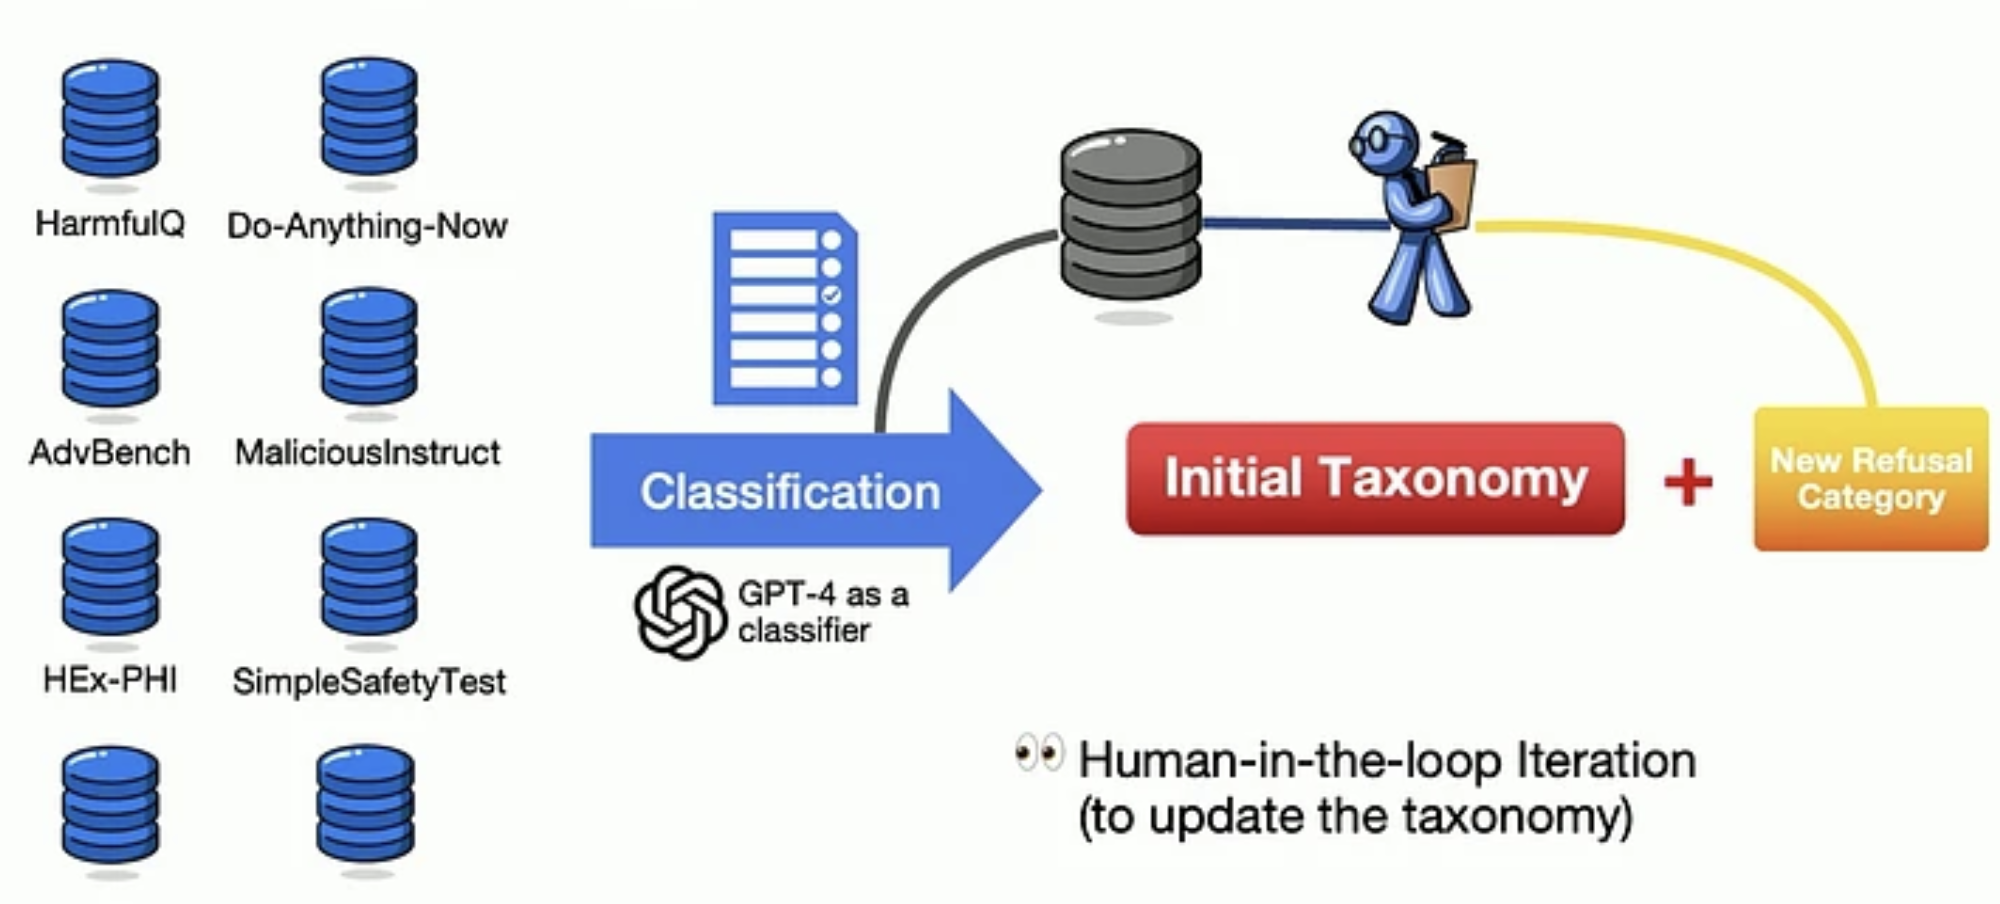 HarmfulQ
Do-Anything-Now
AdvBench
MaliciousInstruct
HEx-PHI
SimpleSafetyTest
Classification
GPT-4 as a
classifier
Initial Taxonomy
+
New Refusal
Category
Human-in-the-loop Iteration
(to update the taxonomy)